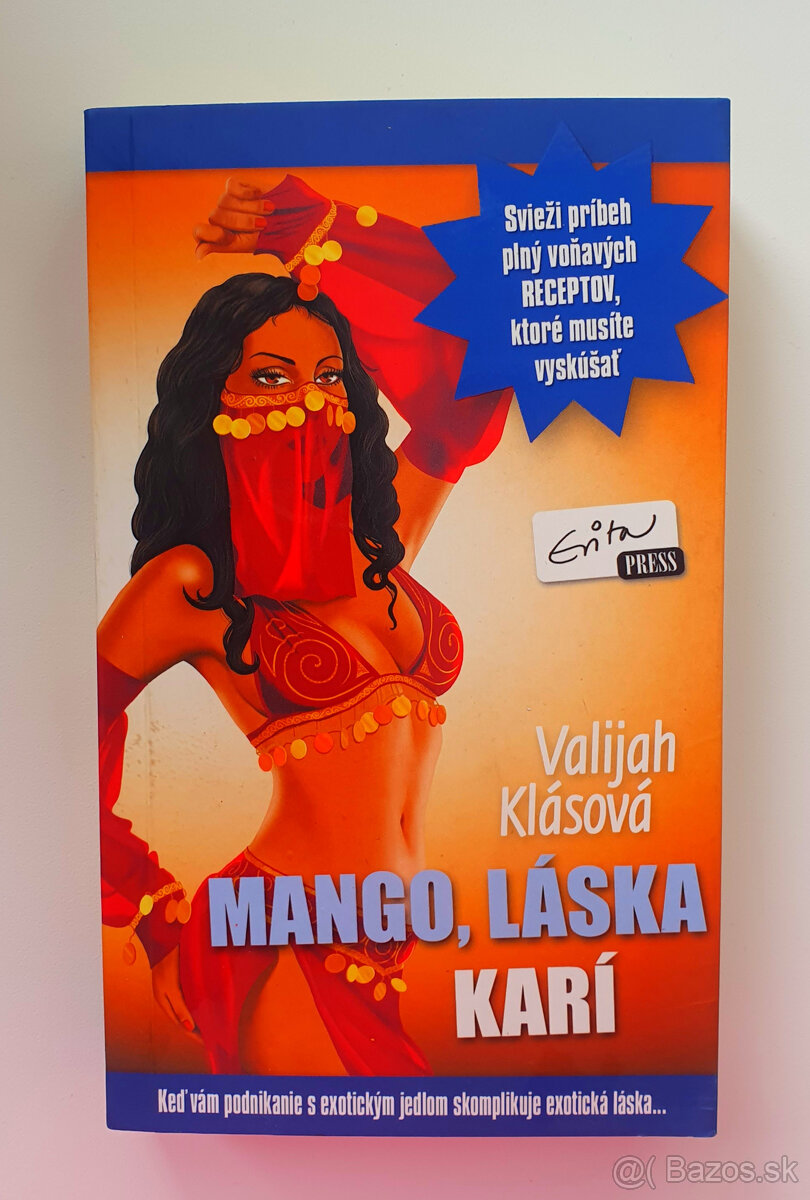 Svieži príbeh
plný voňavých
RECEPTOV,
ktoré musíte
vyskúšať
Evita
PRESS
Valijah
Klásová
MANGO, LÁSKA
KARÍ
Keď vám podnikanie s exotickým jedlom skomplikuje exotická láska...
@( Bazos.sk